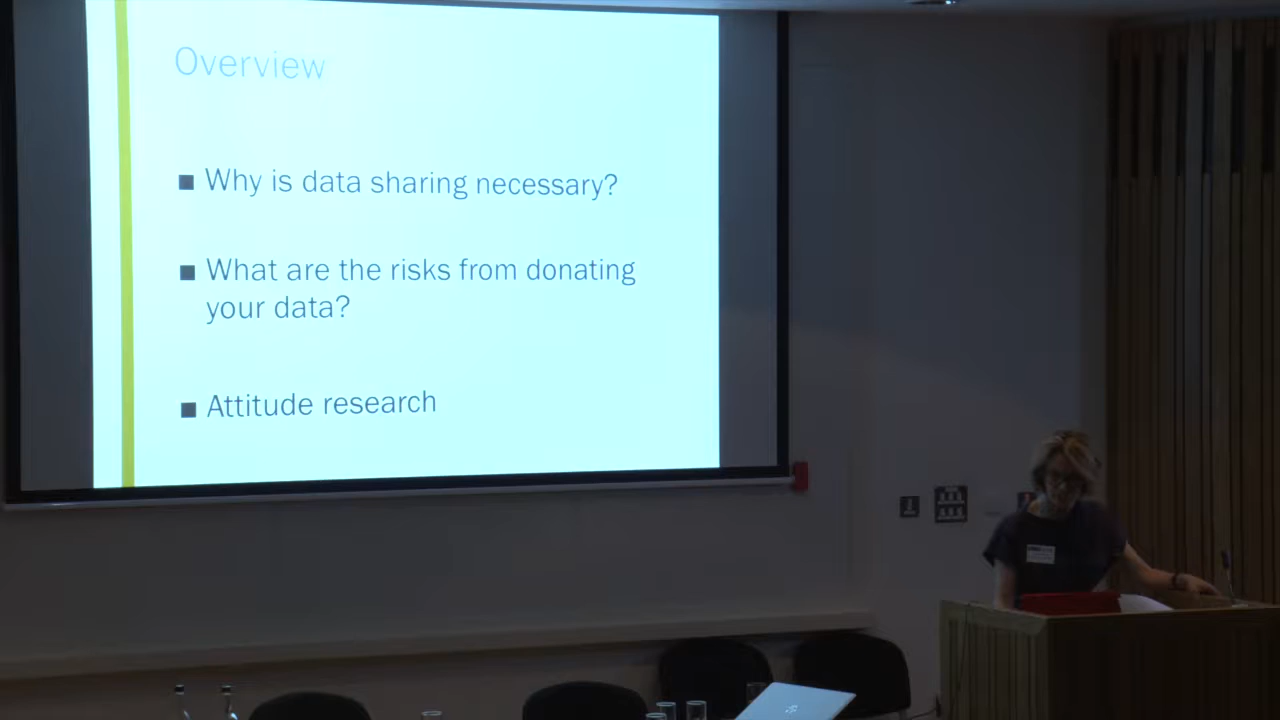 Overview
Why is data sharing necessary?
What are the risks from donating
your data?
Attitude research